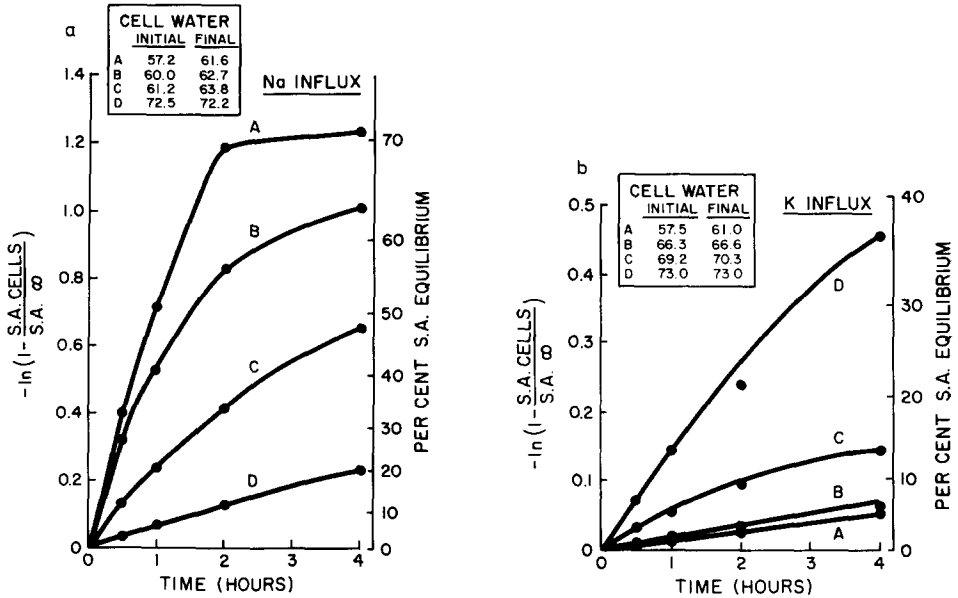 a
CELL WATER
INITIAL FINAL
A 57.2 61.6
B 60.0 62.7
C 61.2 63.8
D 72.5 72.2
Na INFLUX
1.4
1.2
1.0
0.8
0.6
0.4
0.2
0
-ln (1- S.A. CELLS / S.A. ∞ )
A
B
C
D
70
60
50
40
30
20
10
0
PER CENT S.A. EQUILIBRIUM
0 1 2 3 4
TIME (HOURS)
b
CELL WATER
INITIAL FINAL
A 57.5 61.0
B 66.3 66.6
C 69.2 70.3
D 73.0 73.0
K INFLUX
0.5
0.4
0.3
0.2
0.1
0
-ln (1- S.A. CELLS / S.A. ∞ )
D
C
B
A
40
30
20
10
0
PER CENT S.A. EQUILIBRIUM
0 1 2 3 4
TIME (HOURS)